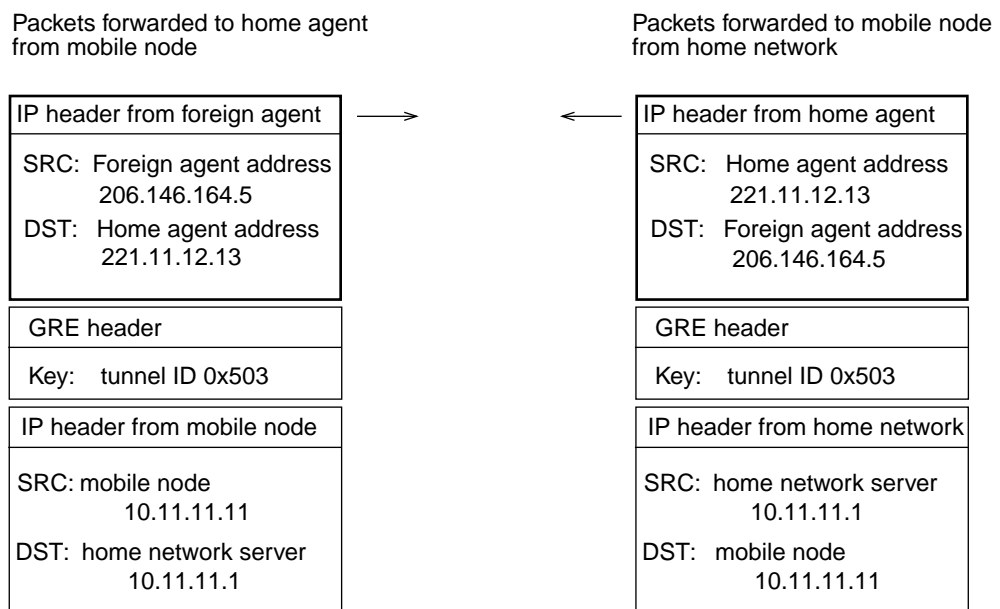 Packets forwarded to home agent
from mobile node
IP header from foreign agent
SRC: Foreign agent address
206.146.164.5
DST: Home agent address
221.11.12.13
GRE header
Key: tunnel ID 0x503
IP header from mobile node
SRC: mobile node
10.11.11.11
DST: home network server
10.11.11.1
Packets forwarded to mobile node
from home network
IP header from home agent
SRC: Home agent address
221.11.12.13
DST: Foreign agent address
206.146.164.5
GRE header
Key: tunnel ID 0x503
IP header from home network
SRC: home network server
10.11.11.1
DST: mobile node
10.11.11.11